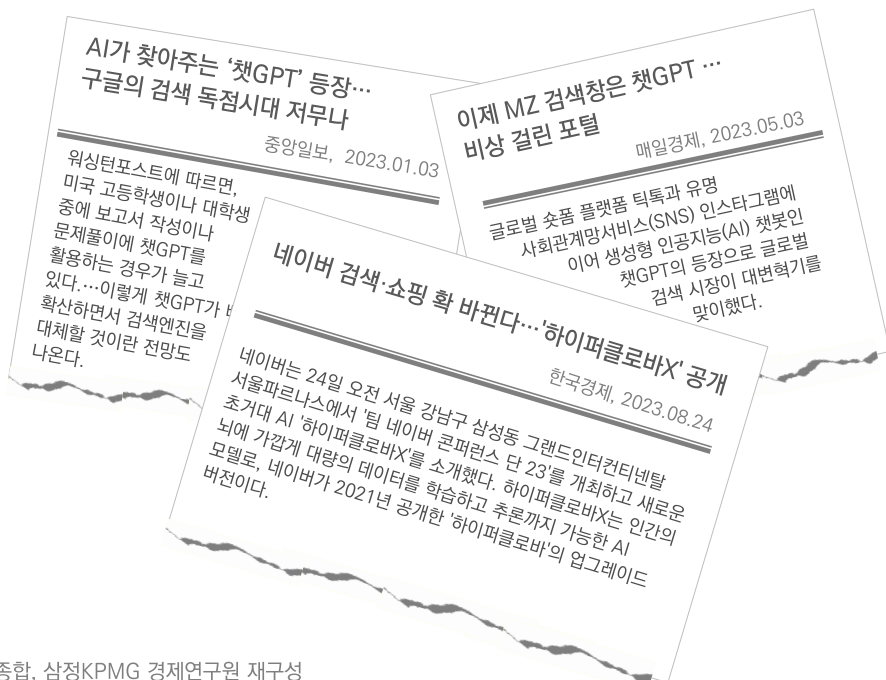 AI가 찾아주는 ‘챗GPT’ 등장…
구글의 검색 독점시대 저무나
중앙일보, 2023.01.03
워싱턴포스트에 따르면,
미국 고등학생이나 대학생
중에 보고서 작성이나
문제풀이에 챗GPT를
활용하는 경우가 늘고
있다.…이렇게 챗GPT가
확산하면서 검색엔진을
대체할 것이란 전망도
나온다.
이제 MZ 검색창은 챗GPT …
비상 걸린 포털
매일경제, 2023.05.03
글로벌 숏폼 플랫폼 틱톡과 유명
사회관계망서비스(SNS) 인스타그램에
이어 생성형 인공지능(AI) 챗봇인
챗GPT의 등장으로 글로벌
검색 시장이 대변혁기를
맞이했다.
네이버 검색·쇼핑 확 바뀐다…'하이퍼클로바X' 공개
한국경제, 2023.08.24
네이버는 24일 오전 서울 강남구 삼성동 그랜드인터컨티넨탈
서울파르나스에서 '팀 네이버 콘퍼런스 단 23'를 개최하고 새로운
초거대 AI '하이퍼클로바X'를 소개했다. 하이퍼클로바X는 인간의
뇌에 가깝게 대량의 데이터를 학습하고 추론까지 가능한 AI
모델로, 네이버가 2021년 공개한 '하이퍼클로바'의 업그레이드
버전이다.
종합, 삼정KPMG 경제연구원 재구성